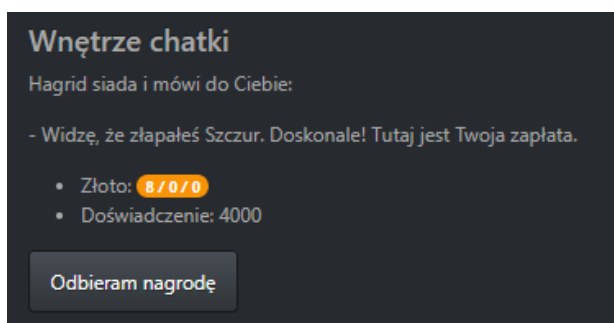 Wnętrze chatki
Hagrid siada i mówi do Ciebie:
- Widzę, że złapałeś Szczur. Doskonale! Tutaj jest Twoja zapłata.
Złoto: 8 / 0 / 0
Doświadczenie: 4000
Odbieram nagrodę